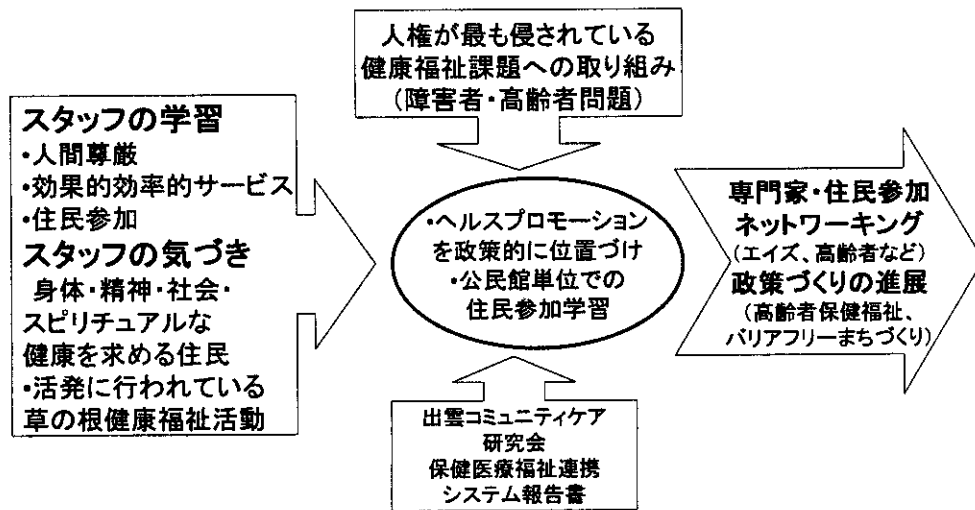 人権が最も侵されている
健康福祉課題への取り組み
(障害者・高齢者問題)
スタッフの学習
・人間尊厳
・効果的効率的サービス
・住民参加
スタッフの気づき
身体・精神・社会・
スピリチュアルな
健康を求める住民
・活発に行われている
草の根健康福祉活動
・ヘルスプロモーション
を政策的に位置づけ
・公民館単位での
住民参加学習
専門家・住民参加
ネットワーキング
(エイズ、高齢者など)
政策づくりの進展
(高齢者保健福祉、
バリアフリーまちづくり)
出雲コミュニティケア
研究会
保健医療福祉連携
システム報告書